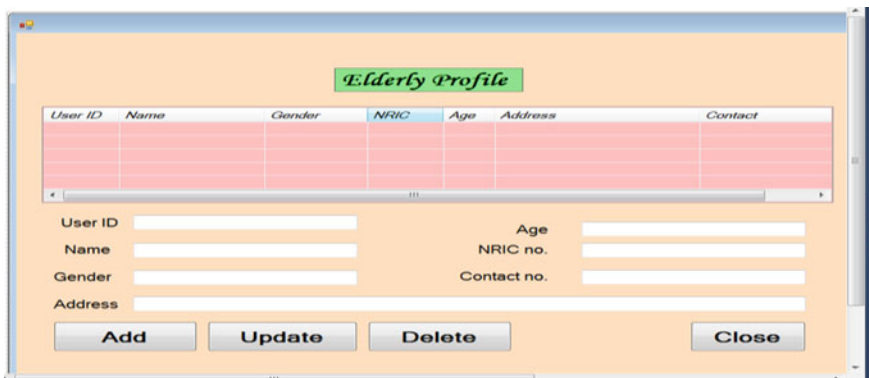 Elderly Profile
User ID Name Gender NRIC Age Address Contact
User ID
Age
Name
NRIC no.
Gender
Contact no.
Address
Add Update Delete Close